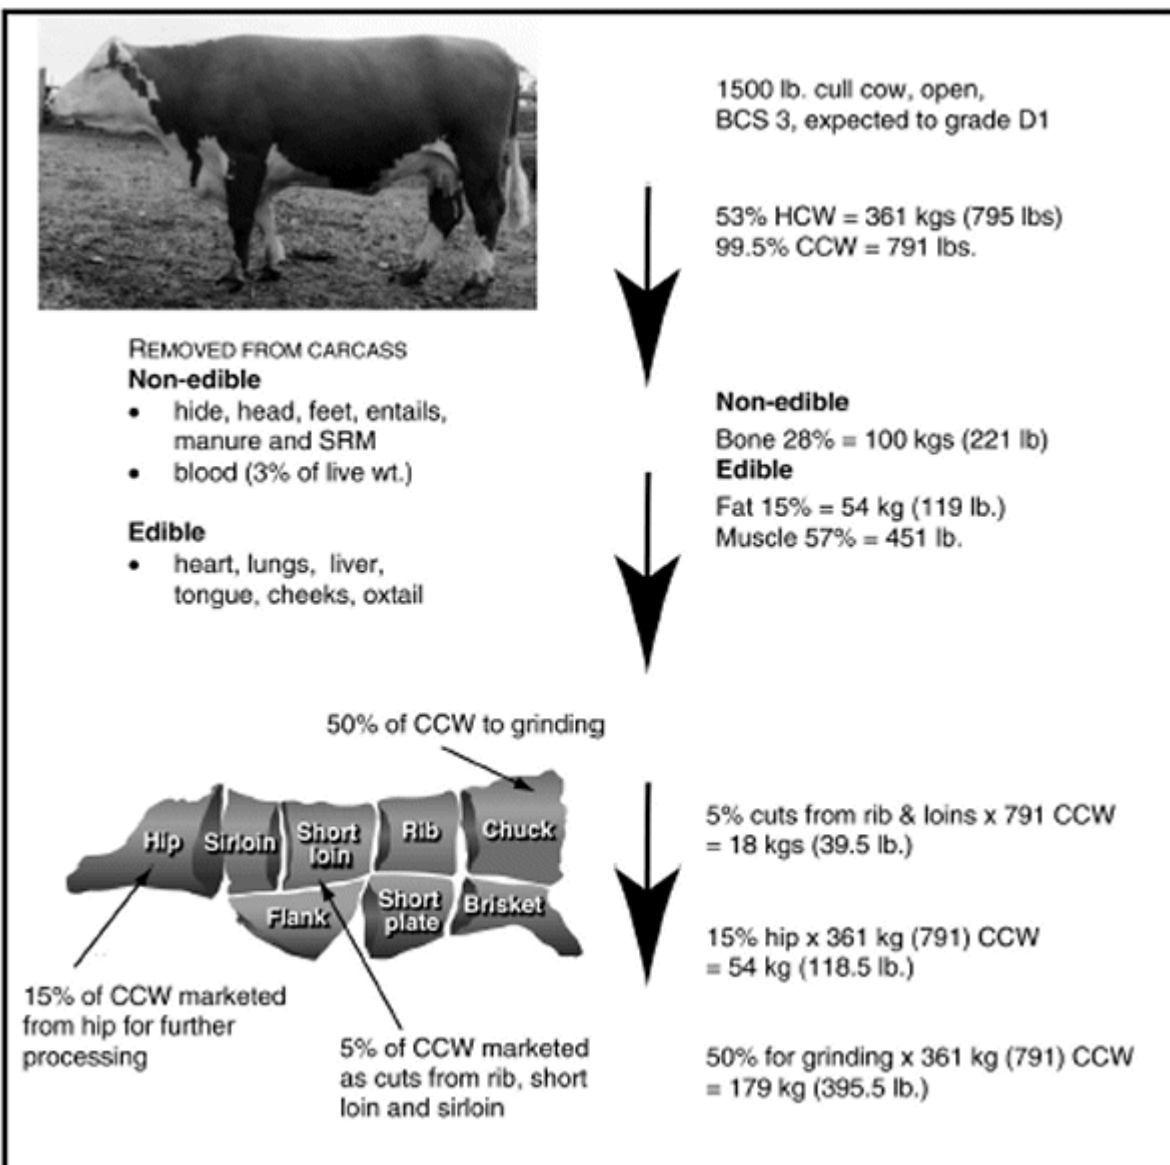 1500 lb. cull cow, open,
BCS 3, expected to grade D1
53% HCW = 361 kgs (795 lbs)
99.5% CCW = 791 lbs.
REMOVED FROM CARCASS
Non-edible
• hide, head, feet, entails,
manure and SRM
• blood (3% of live wt.)
Edible
• heart, lungs, liver,
tongue, cheeks, oxtail
Non-edible
Bone 28% = 100 kgs (221 lb)
Edible
Fat 15% = 54 kg (119 lb.)
Muscle 57% = 451 lb.
50% of CCW to grinding
Hip
Sirloin
Short
loin
Rib
Chuck
Flank
Short
plate
Brisket
15% of CCW marketed
from hip for further
processing
5% of CCW marketed
as cuts from rib, short
loin and sirloin
5% cuts from rib & loins x 791 CCW
= 18 kgs (39.5 lb.)
15% hip x 361 kg (791) CCW
= 54 kg (118.5 lb.)
50% for grinding x 361 kg (791) CCW
= 179 kg (395.5 lb.)